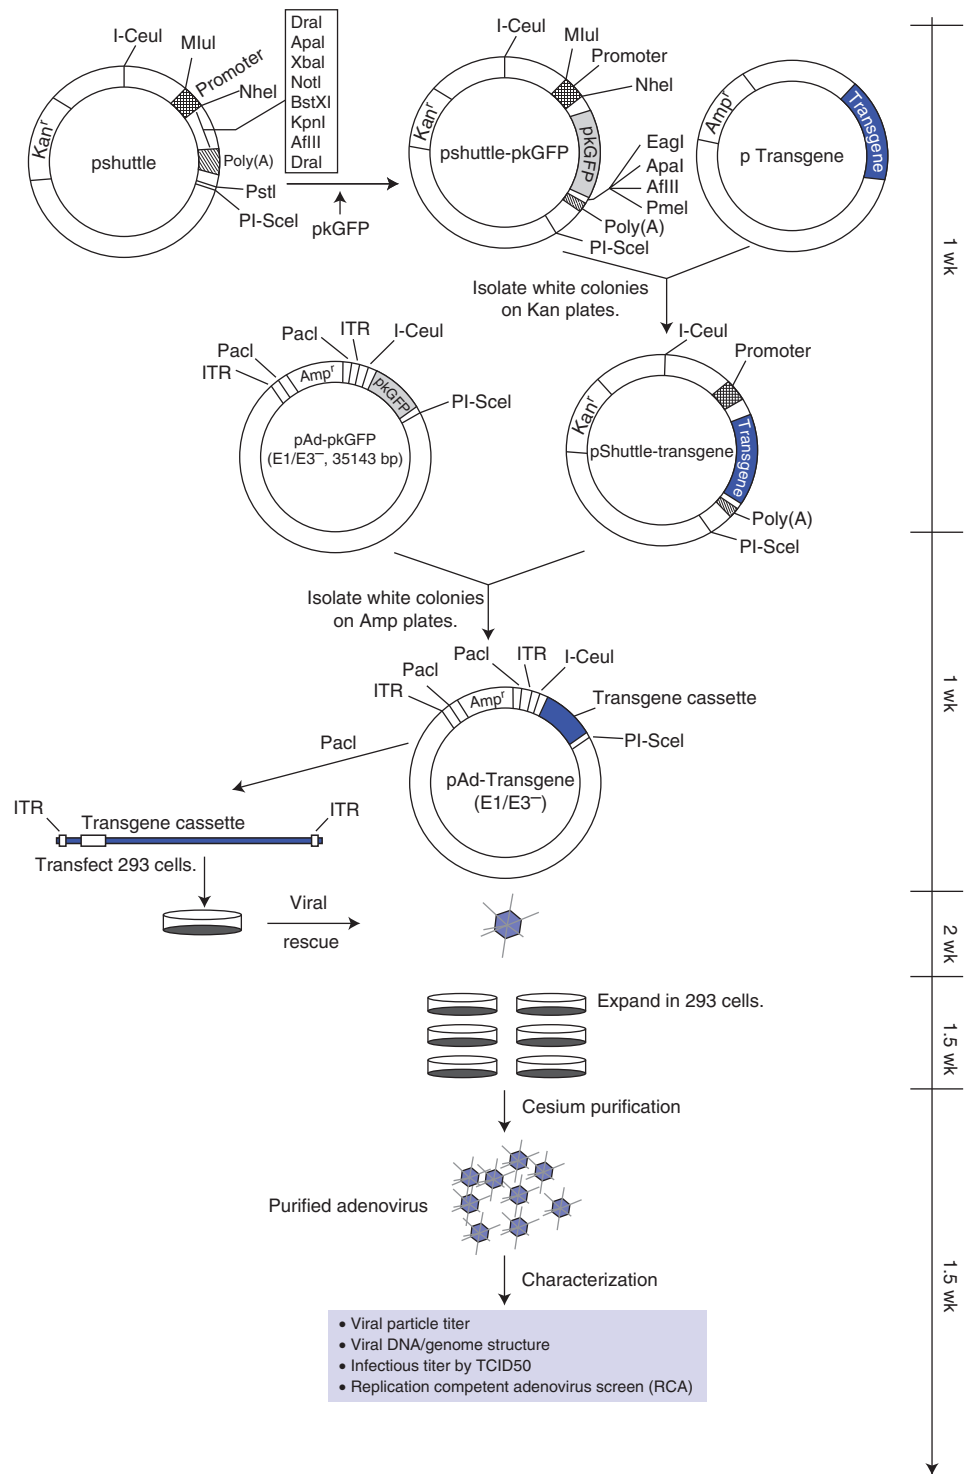 I-CeuI
MluI
Promoter
NheI
DraI
ApaI
XbaI
NotI
BstXI
KpnI
AflII
DraI
Kanr
pshuttle
Poly(A)
PstI
PI-SceI
pkGFP
I-CeuI
MluI
Promoter
NheI
Kanr
pshuttle-pkGFP
pkGFP
EagI
ApaI
AflII
PmeI
Poly(A)
PI-SceI
Ampr
p Transgene
Transgene
1 wk
Isolate white colonies
on Kan plates.
PacI
ITR
I-CeuI
PacI
ITR
Ampr
pkGFP
PI-SceI
pAd-pkGFP
(E1/E3−, 35143 bp)
I-CeuI
Promoter
Kanr
pShuttle-transgene
Transgene
Poly(A)
PI-SceI
Isolate white colonies
on Amp plates.
1 wk
PacI
ITR
I-CeuI
PacI
ITR
Ampr
Transgene cassette
PI-SceI
pAd-Transgene
(E1/E3−)
PacI
ITR
ITR
Transgene cassette
Transfect 293 cells.
Viral
rescue
2 wk
Expand in 293 cells.
1.5 wk
Cesium purification
Purified adenovirus
Characterization
1.5 wk
• Viral particle titer
• Viral DNA/genome structure
• Infectious titer by TCID50
• Replication competent adenovirus screen (RCA)